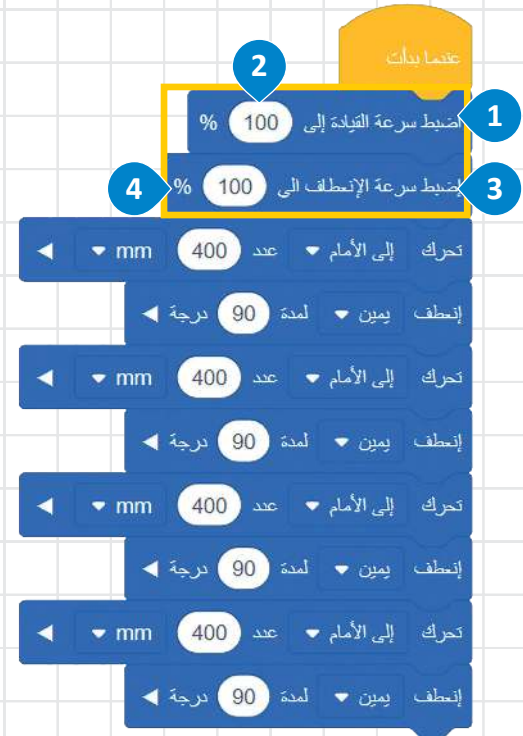 عندما بدأت
2
اضبط سرعة القيادة إلى 100 % 1
إضبط سرعة الإنعطاف الى 100 % 3 4
تحرك إلى الأمام عدد 400 mm
إنعطف يمين لمدة 90 درجة
تحرك إلى الأمام عدد 400 mm
إنعطف يمين لمدة 90 درجة
تحرك إلى الأمام عدد 400 mm
إنعطف يمين لمدة 90 درجة
تحرك إلى الأمام عدد 400 mm
إنعطف يمين لمدة 90 درجة